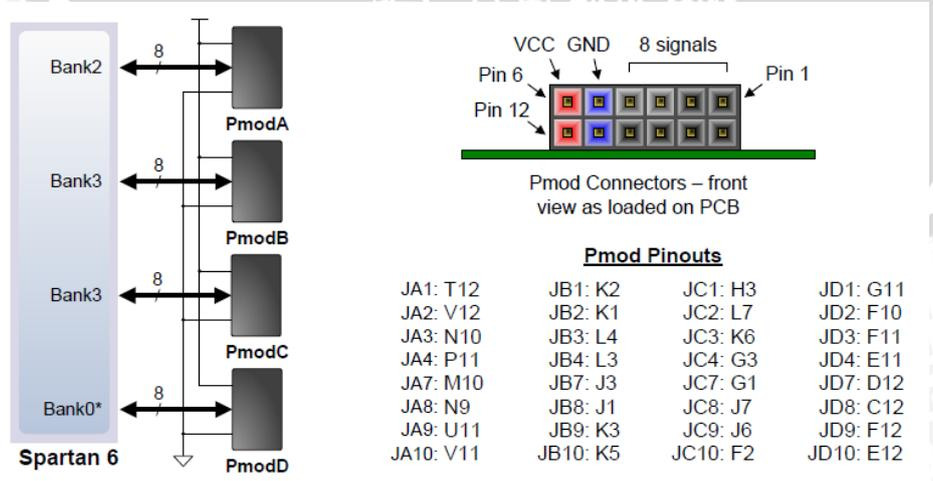 Bank2
8
PmodA
Bank3
8
PmodB
Bank3
8
PmodC
Bank0*
8
PmodD
Spartan 6
VCC GND 8 signals
Pin 6
Pin 1
Pin 12
Pmod Connectors – front
view as loaded on PCB
Pmod Pinouts
JA1: T12 JB1: K2 JC1: H3 JD1: G11
JA2: V12 JB2: K1 JC2: L7 JD2: F10
JA3: N10 JB3: L4 JC3: K6 JD3: F11
JA4: P11 JB4: L3 JC4: G3 JD4: E11
JA7: M10 JB7: J3 JC7: G1 JD7: D12
JA8: N9 JB8: J1 JC8: J7 JD8: C12
JA9: U11 JB9: K3 JC9: J6 JD9: F12
JA10: V11 JB10: K5 JC10: F2 JD10: E12